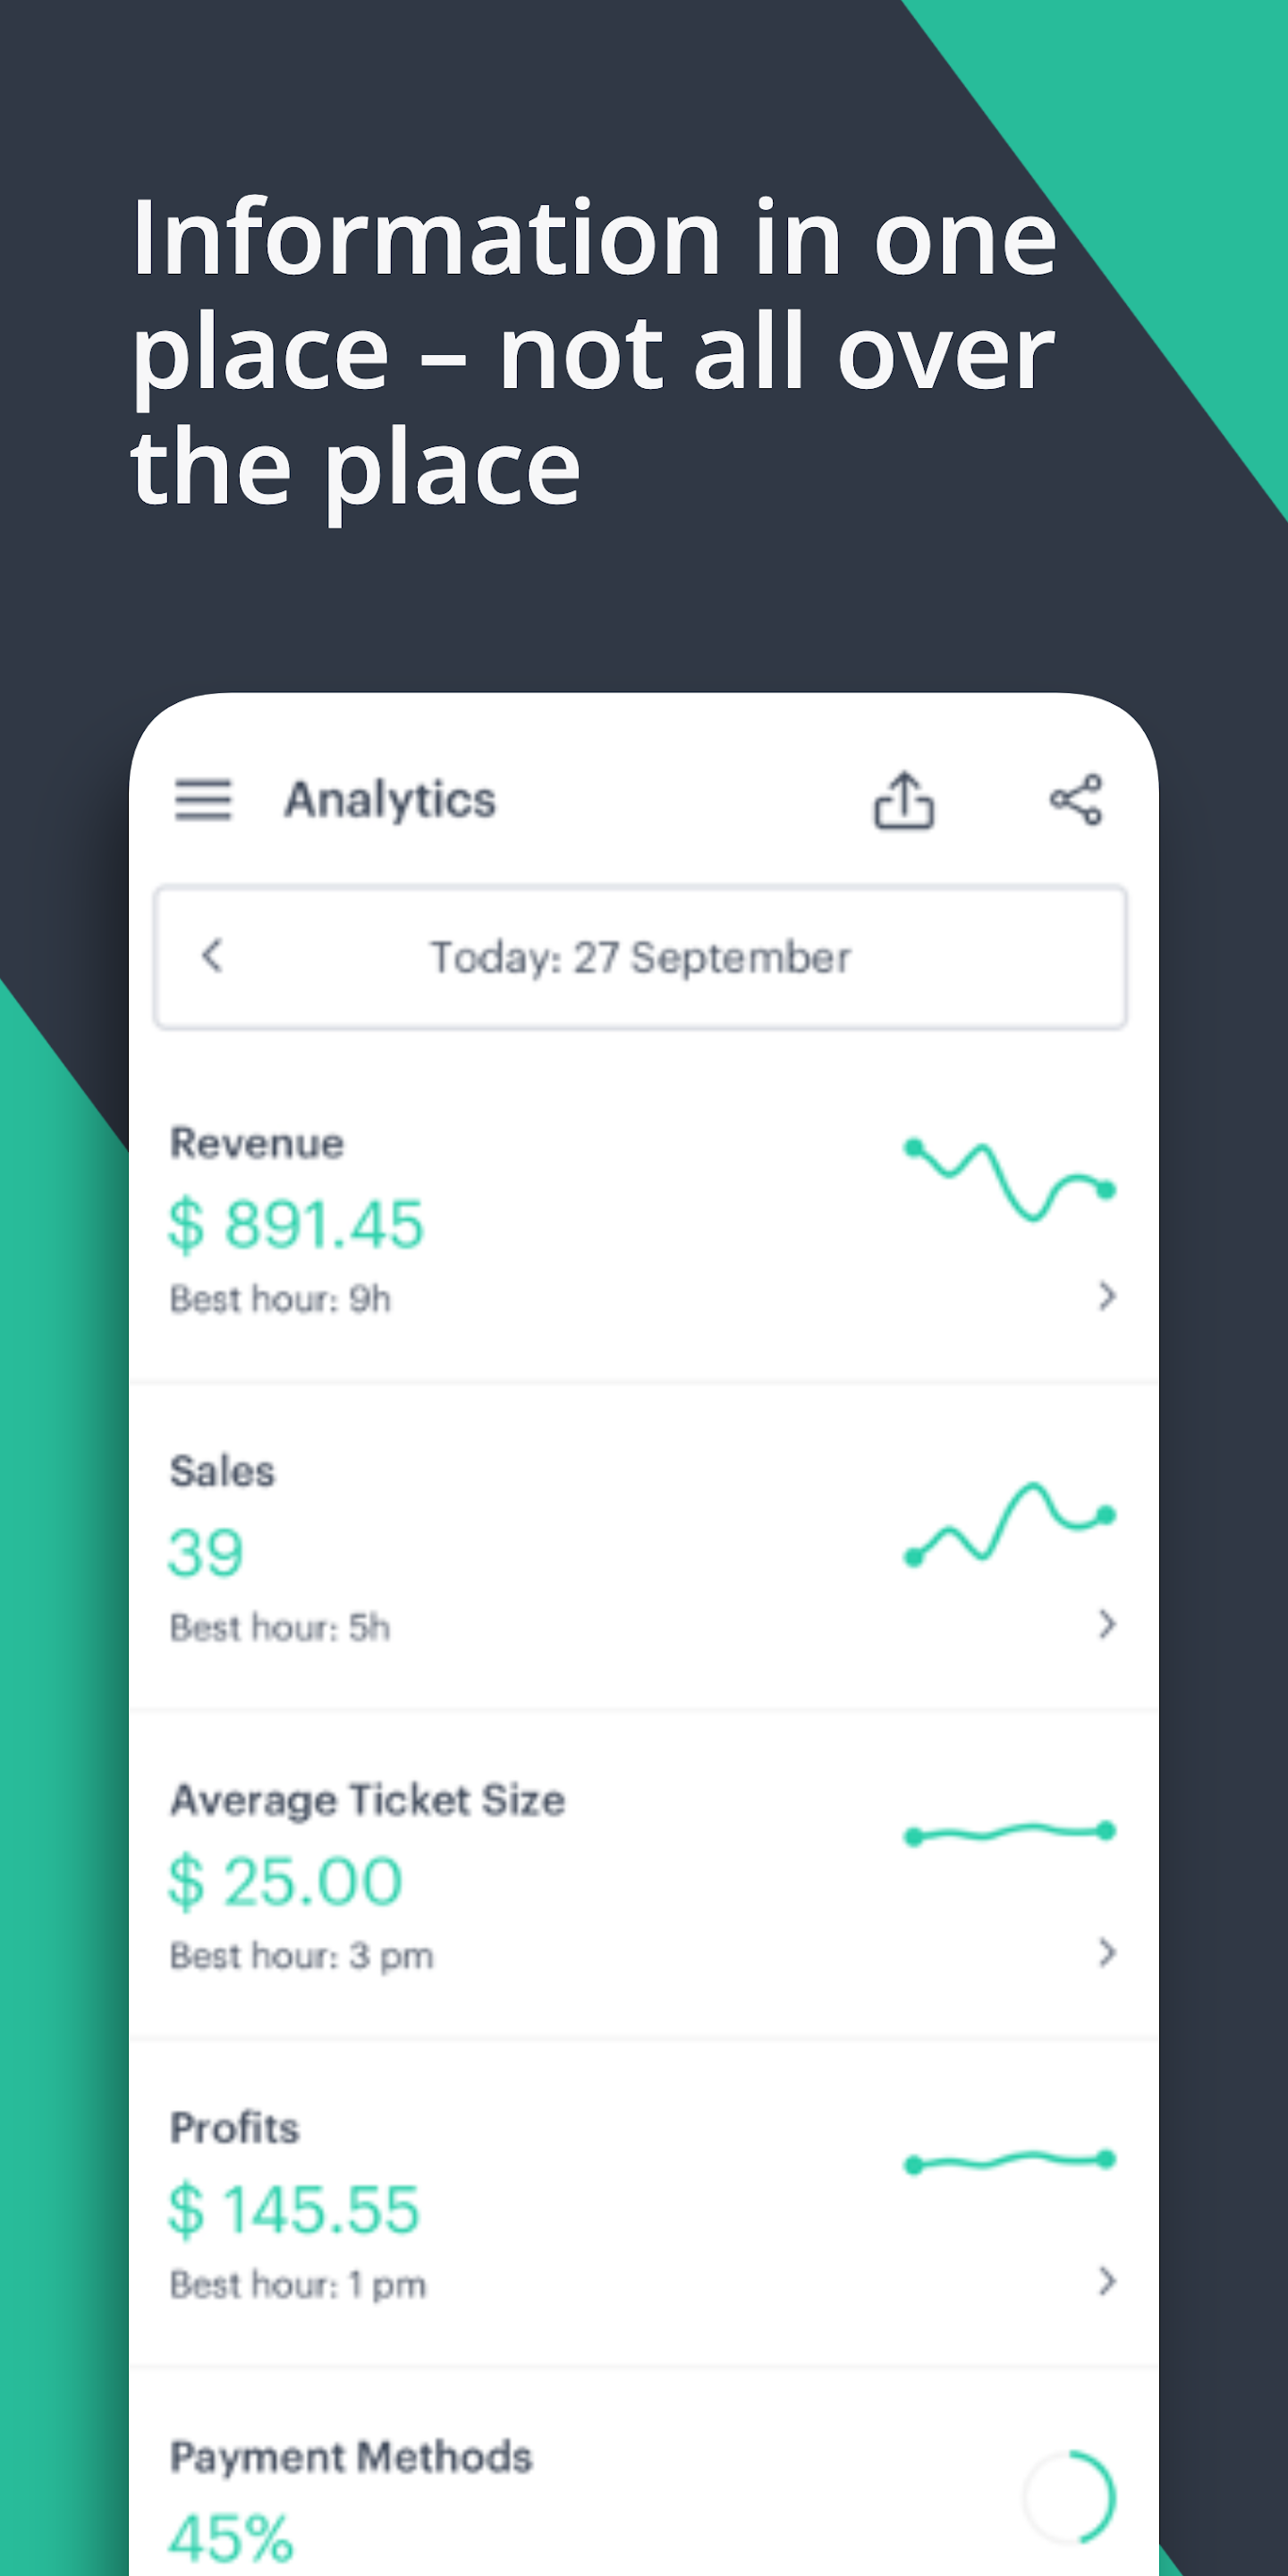 Information in one
place – not all over
the place
Analytics
Today: 27 September
Revenue
$ 891.45
Best hour: 9h
Sales
39
Best hour: 5h
Average Ticket Size
$ 25.00
Best hour: 3 pm
Profits
$ 145.55
Best hour: 1 pm
Payment Methods
45%